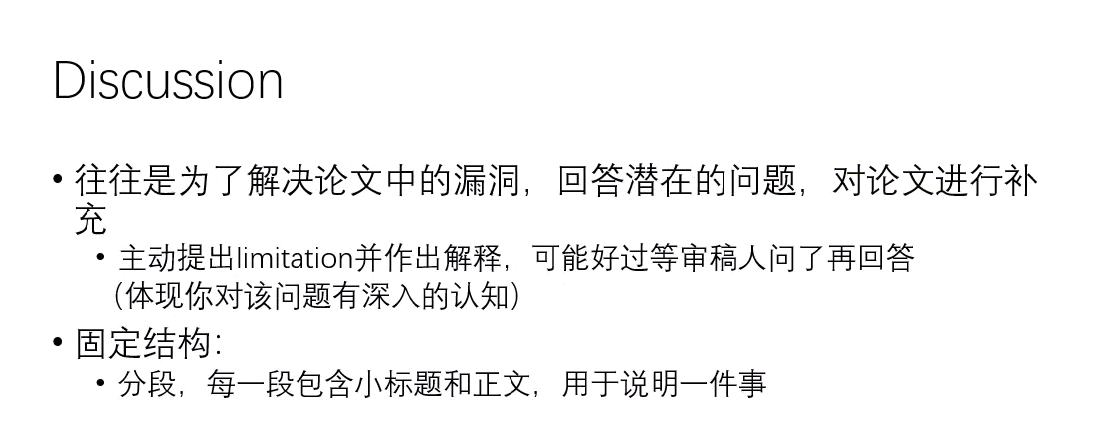 Discussion
• 往往是为了解决论文中的漏洞，回答潜在的问题，对论文进行补
充
• 主动提出limitation并作出解释，可能好过等审稿人问了再回答
（体现你对该问题有深入的认知）
• 固定结构：
• 分段，每一段包含小标题和正文，用于说明一件事